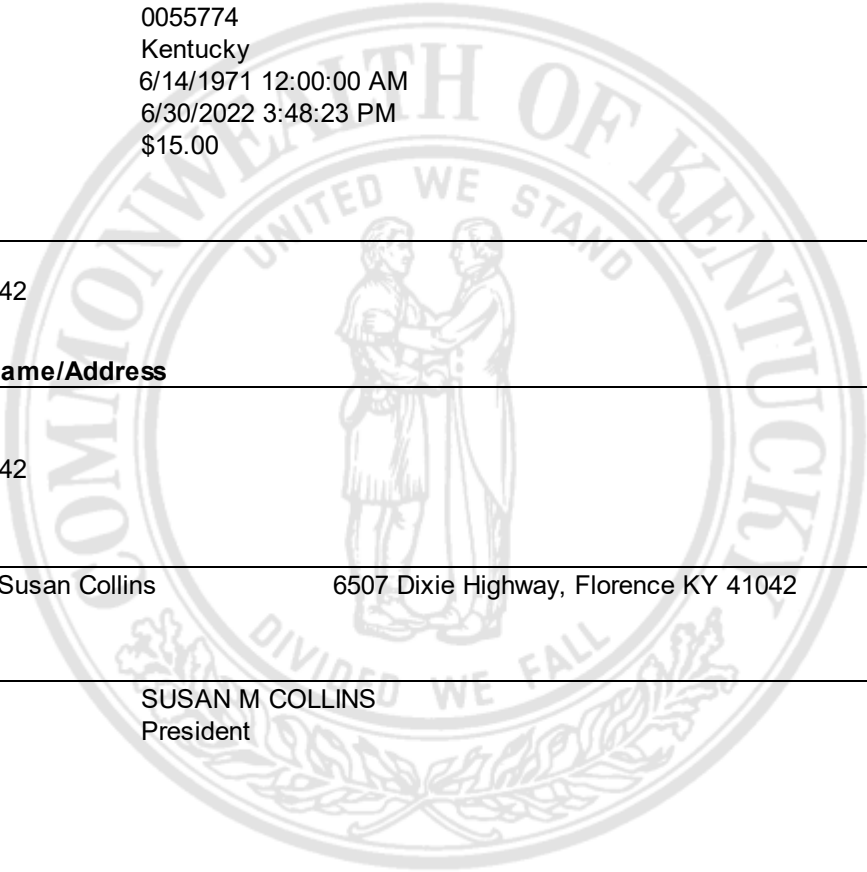 0055774
Kentucky
6/14/1971 12:00:00 AM
6/30/2022 3:48:23 PM
$15.00
COMMONWEALTH OF KENTUCKY
UNITED WE STAND
42
ame/Address
42
Susan Collins 6507 Dixie Highway, Florence KY 41042
DIVIDED WE FALL
SUSAN M COLLINS
President